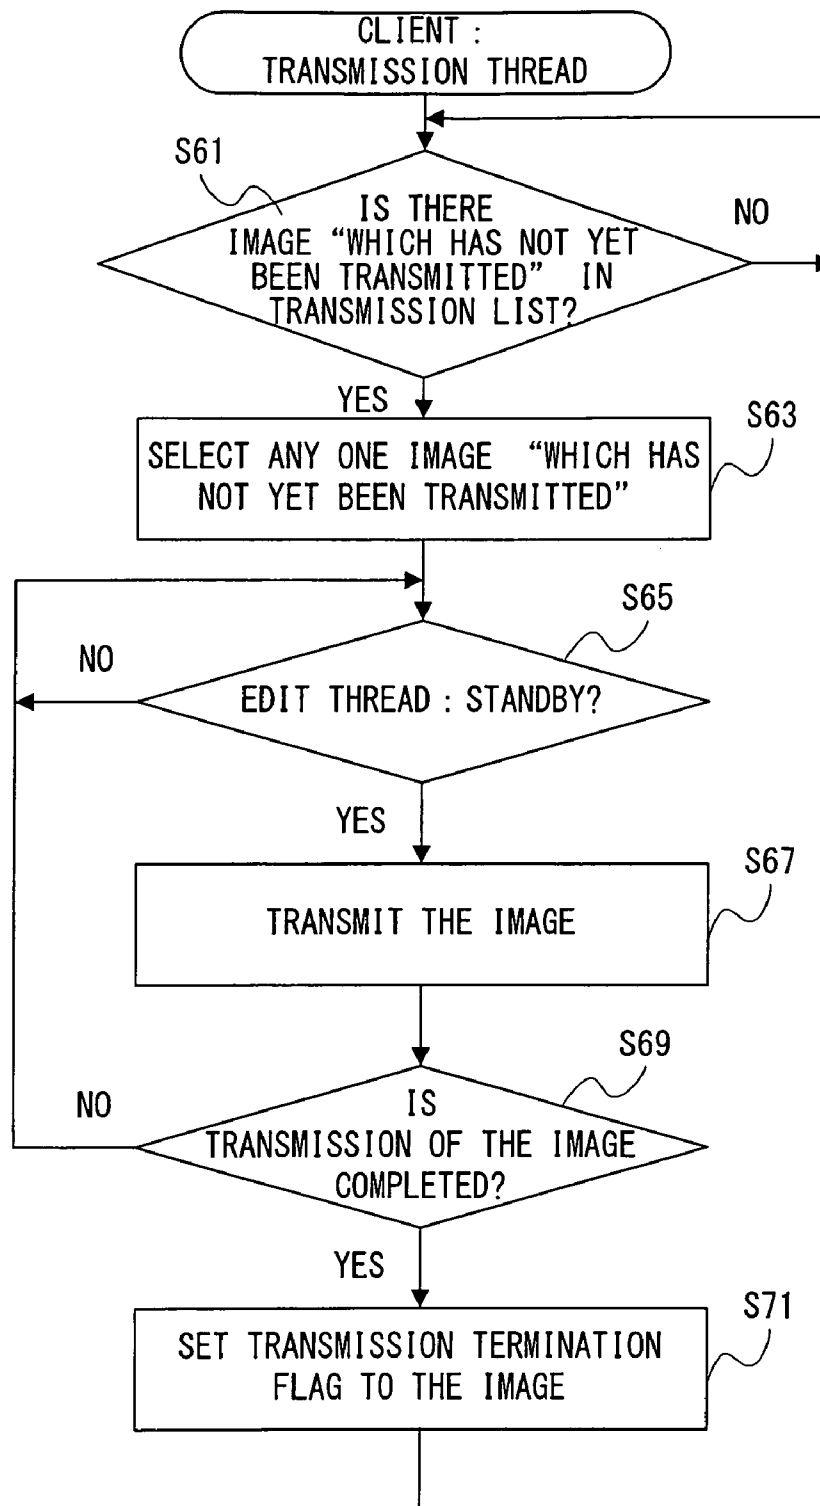 CLIENT :
TRANSMISSION THREAD
S61
IS THERE
IMAGE “WHICH HAS NOT YET
BEEN TRANSMITTED” IN
TRANSMISSION LIST?
NO
YES
S63
SELECT ANY ONE IMAGE “WHICH HAS
NOT YET BEEN TRANSMITTED”
S65
NO
EDIT THREAD : STANDBY?
YES
S67
TRANSMIT THE IMAGE
S69
NO
IS
TRANSMISSION OF THE IMAGE
COMPLETED?
YES
S71
SET TRANSMISSION TERMINATION
FLAG TO THE IMAGE